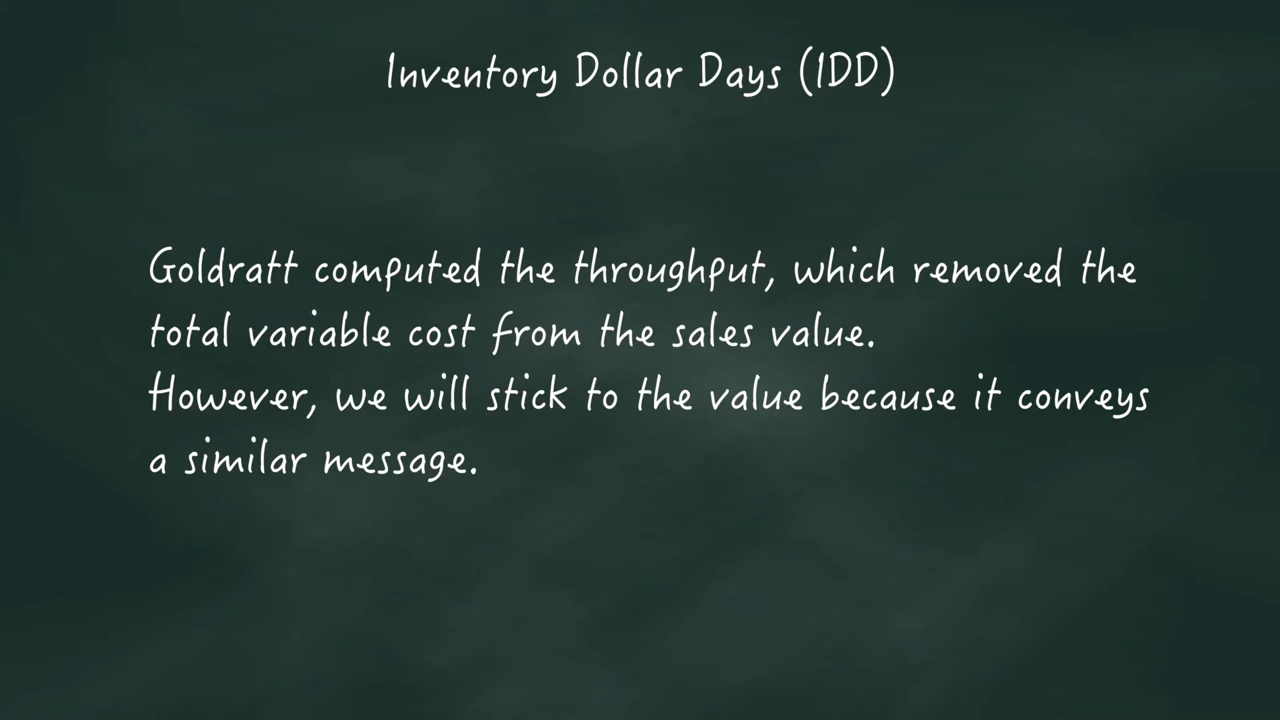 Inventory Dollar Days (IDD)
Goldratt computed the throughput, which removed the
total variable cost from the sales value.
However, we will stick to the value because it conveys
a similar message.